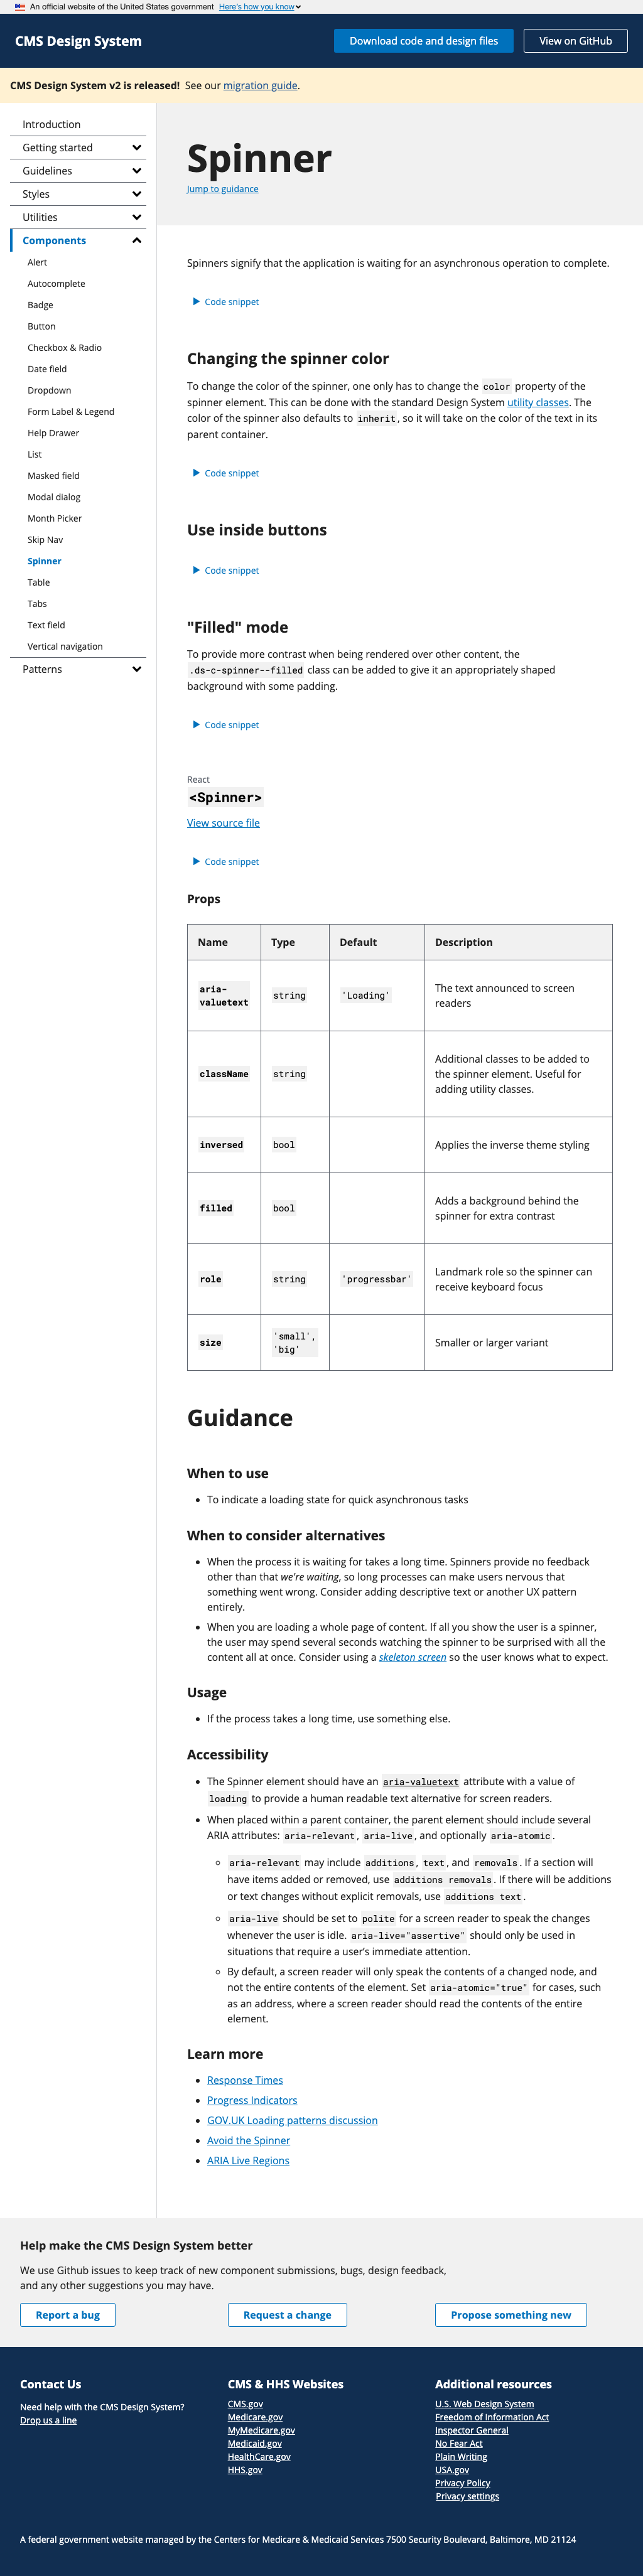 An official website of the United States government Here's how you know
CMS Design System
Download code and design files
View on GitHub
CMS Design System v2 is released! See our migration guide.
Introduction
Getting started
Guidelines
Styles
Utilities
Components
Alert
Autocomplete
Badge
Button
Checkbox & Radio
Date field
Dropdown
Form Label & Legend
Help Drawer
List
Masked field
Modal dialog
Month Picker
Skip Nav
Spinner
Table
Tabs
Text field
Vertical navigation
Patterns
Spinner
Jump to guidance
Spinners signify that the application is waiting for an asynchronous operation to complete.
Code snippet
Changing the spinner color
To change the color of the spinner, one only has to change the color property of the
spinner element. This can be done with the standard Design System utility classes. The
color of the spinner also defaults to inherit, so it will take on the color of the text in its
parent container.
Code snippet
Use inside buttons
Code snippet
"Filled" mode
To provide more contrast when being rendered over other content, the
.ds-c-spinner--filled class can be added to give it an appropriately shaped
background with some padding.
Code snippet
React
<Spinner>
View source file
Code snippet
Props
Name Type Default Description
aria-
valuetext
string
'Loading'
The text announced to screen
readers
className
string
Additional classes to be added to
the spinner element. Useful for
adding utility classes.
inversed
bool
Applies the inverse theme styling
filled
bool
Adds a background behind the
spinner for extra contrast
role
string
'progressbar'
Landmark role so the spinner can
receive keyboard focus
size
'small',
'big'
Smaller or larger variant
Guidance
When to use
• To indicate a loading state for quick asynchronous tasks
When to consider alternatives
• When the process it is waiting for takes a long time. Spinners provide no feedback
other than that we're waiting, so long processes can make users nervous that
something went wrong. Consider adding descriptive text or another UX pattern
entirely.
• When you are loading a whole page of content. If all you show the user is a spinner,
the user may spend several seconds watching the spinner to be surprised with all the
content all at once. Consider using a skeleton screen so the user knows what to expect.
Usage
• If the process takes a long time, use something else.
Accessibility
• The Spinner element should have an aria-valuetext attribute with a value of
loading to provide a human readable text alternative for screen readers.
• When placed within a parent container, the parent element should include several
ARIA attributes: aria-relevant, aria-live, and optionally aria-atomic.
◦ aria-relevant may include additions, text, and removals. If a section will
have items added or removed, use additions removals. If there will be additions
or text changes without explicit removals, use additions text.
◦ aria-live should be set to polite for a screen reader to speak the changes
whenever the user is idle. aria-live="assertive" should only be used in
situations that require a user's immediate attention.
◦ By default, a screen reader will only speak the contents of a changed node, and
not the entire contents of the element. Set aria-atomic="true" for cases, such
as an address, where a screen reader should read the contents of the entire
element.
Learn more
• Response Times
• Progress Indicators
• GOV.UK Loading patterns discussion
• Avoid the Spinner
• ARIA Live Regions
Help make the CMS Design System better
We use Github issues to keep track of new component submissions, bugs, design feedback,
and any other suggestions you may have.
Report a bug
Request a change
Propose something new
Contact Us
Need help with the CMS Design System?
Drop us a line
CMS & HHS Websites
CMS.gov
Medicare.gov
MyMedicare.gov
Medicaid.gov
HealthCare.gov
HHS.gov
Additional resources
U.S. Web Design System
Freedom of Information Act
Inspector General
No Fear Act
Plain Writing
USA.gov
Privacy Policy
Privacy settings
A federal government website managed by the Centers for Medicare & Medicaid Services 7500 Security Boulevard, Baltimore, MD 21124